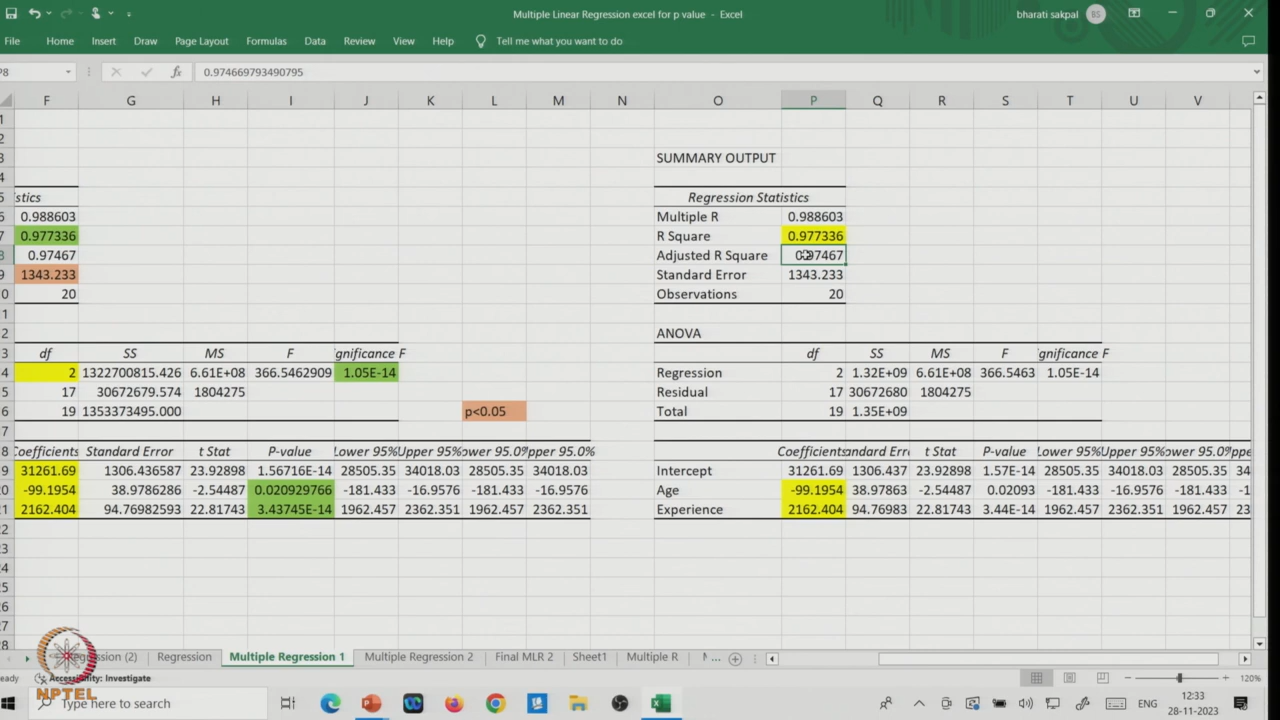 Multiple Linear Regression excel for p value - Excel
bharati sakpal BS
File Home Insert Draw Page Layout Formulas Data Review View Help Tell me what you want to do
P8 fx 0.974669793490795
F G H I J K L M N O P Q R S T U V
SUMMARY OUTPUT
stics Regression Statistics
0.988603 Multiple R 0.988603
0.977336 R Square 0.977336
0.97467 Adjusted R Square 0.97467
1343.233 Standard Error 1343.233
20 Observations 20
ANOVA
df SS MS F gnificance F df SS MS F gnificance F
2 1322700815.426 6.61E+08 366.5462909 1.05E-14 Regression 2 1.32E+09 6.61E+08 366.5463 1.05E-14
17 30672679.574 1804275 Residual 17 30672680 1804275
19 1353373495.000 p<0.05 Total 19 1.35E+09
Coefficients Standard Error t Stat P-value Lower 95% Upper 95% ower 95.0% pper 95.0% Coefficients andard Erro t Stat P-value Lower 95% Upper 95% ower 95.0% ppe
31261.69 1306.436587 23.92898 1.56716E-14 28505.35 34018.03 28505.35 34018.03 Intercept 31261.69 1306.437 23.92898 1.57E-14 28505.35 34018.03 28505.35 34
-99.1954 38.9786286 -2.54487 0.020929766 -181.433 -16.9576 -181.433 -16.9576 Age -99.1954 38.97863 -2.54487 0.02093 -181.433 -16.9576 -181.433 -1
2162.404 94.76982593 22.81743 3.43745E-14 1962.457 2362.351 1962.457 2362.351 Experience 2162.404 94.76983 22.81743 3.44E-14 1962.457 2362.351 1962.457 23
egression (2) Regression Multiple Regression 1 Multiple Regression 2 Final MLR 2 Sheet1 Multiple R
eady Accessibility: Investigate 120%
NPTEL
Type here to search ENG 12:33
28-11-2023